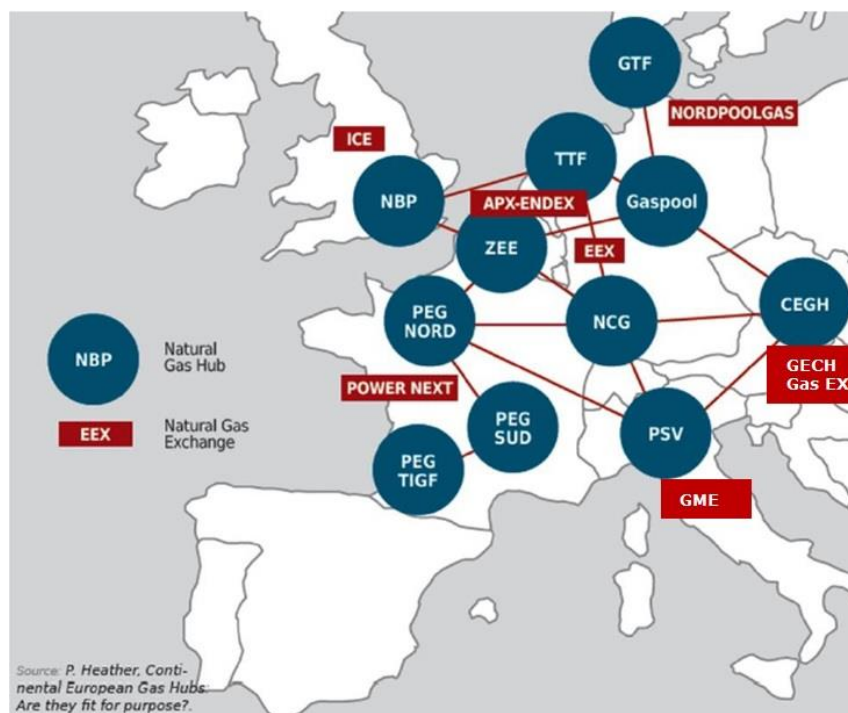 GTF
NORDPOOLGAS
ICE
TTF
NBP
APX-ENDEX
Gaspool
ZEE
EEX
PEG
NORD
NCG
CEGH
NBP
Natural
Gas Hub
GECH
Gas EX
POWER NEXT
EEX
Natural Gas
Exchange
PEG
SUD
PSV
PEG
TIGF
GME
Source: P. Heather, Conti-
nental European Gas Hubs:
Are they fit for purpose?.